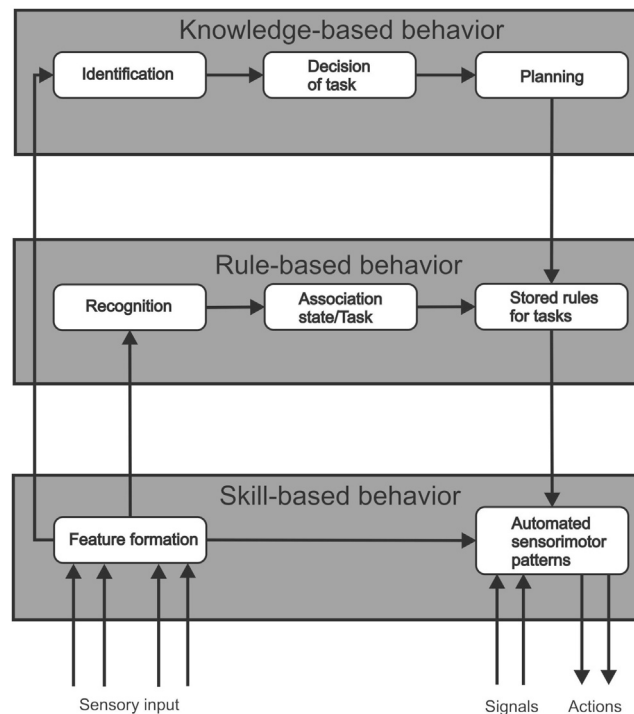 Knowledge-based behavior
Identification
Decision
of task
Planning
Rule-based behavior
Recognition
Association
state/Task
Stored rules
for tasks
Skill-based behavior
Feature formation
Automated
sensorimotor
patterns
Sensory input
Signals
Actions